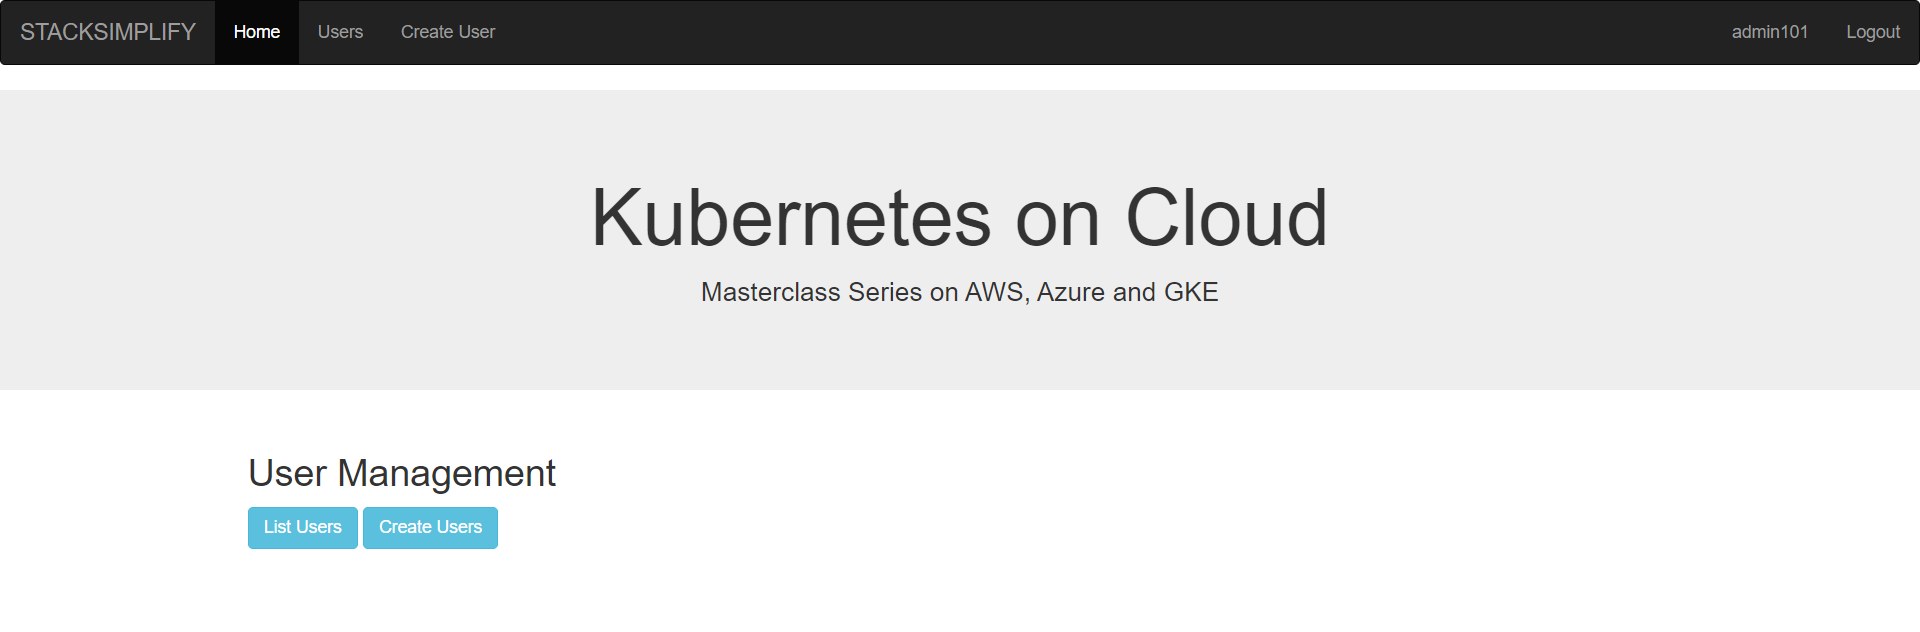 STACKSIMPLIFY Home Users Create User admin101 Logout
Kubernetes on Cloud
Masterclass Series on AWS, Azure and GKE
User Management
List Users Create Users